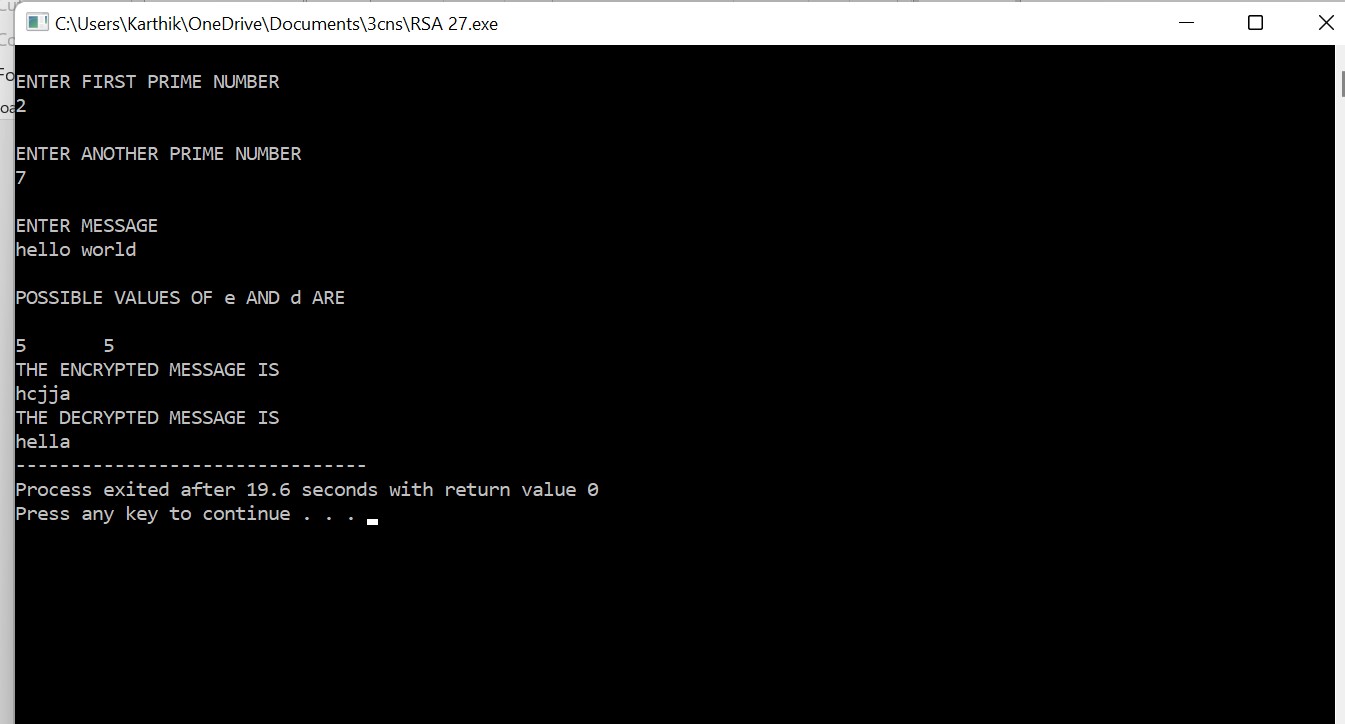 C:\Users\Karthik\OneDrive\Documents\3cns\RSA 27.exe
ENTER FIRST PRIME NUMBER
2
ENTER ANOTHER PRIME NUMBER
7
ENTER MESSAGE
hello world
POSSIBLE VALUES OF e AND d ARE
5 5
THE ENCRYPTED MESSAGE IS
hcjja
THE DECRYPTED MESSAGE IS
hella
--------------------------------
Process exited after 19.6 seconds with return value 0
Press any key to continue . . .